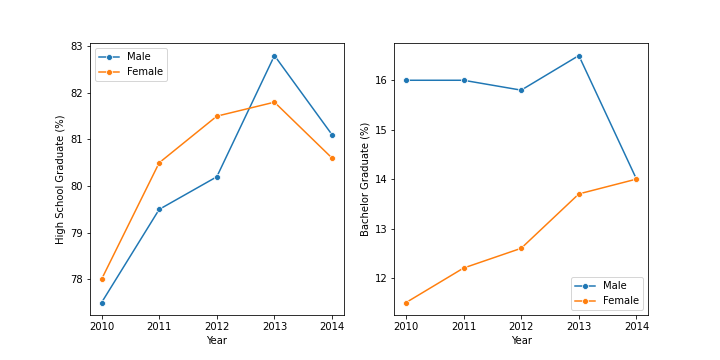 83
82
81
80
79
78
High School Graduate (%)
Male
Female
2010 2011 2012 2013 2014
Year
16
15
14
13
12
Bachelor Graduate (%)
Male
Female
2010 2011 2012 2013 2014
Year